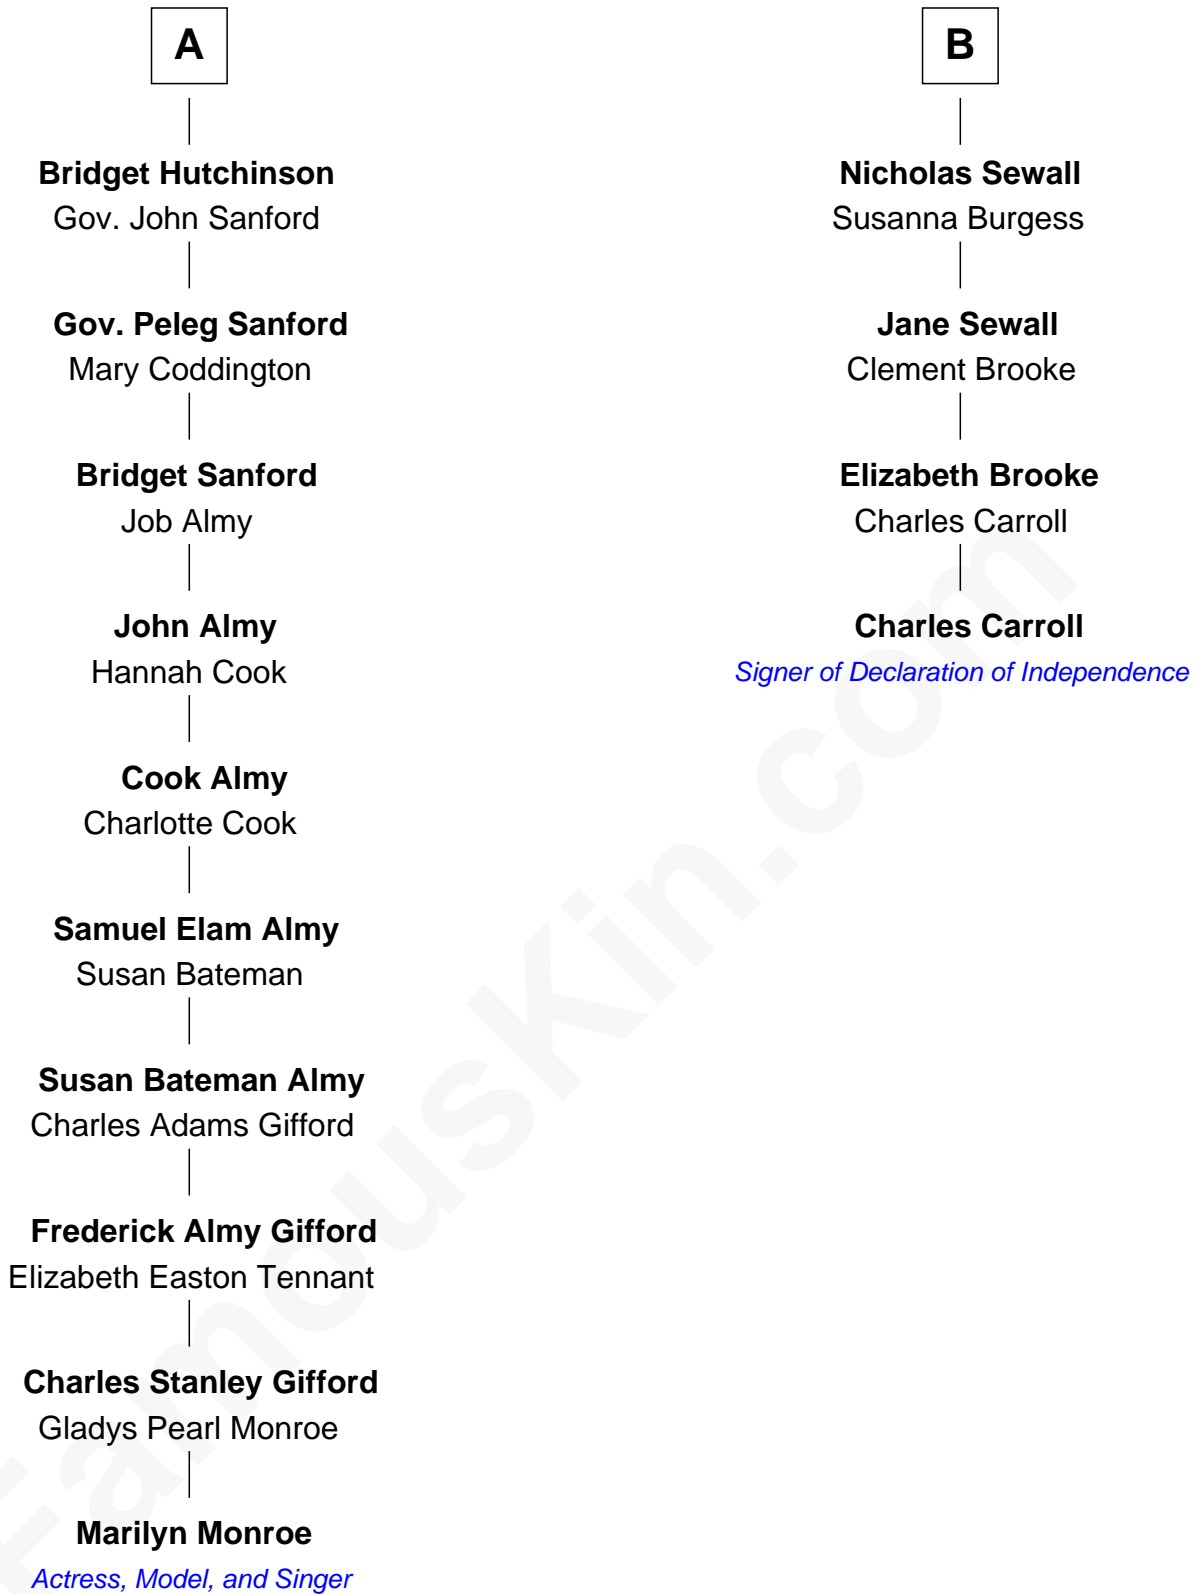 A
Bridget Hutchinson
Gov. John Sanford
Gov. Peleg Sanford
Mary Coddington
Bridget Sanford
Job Almy
John Almy
Hannah Cook
Cook Almy
Charlotte Cook
Samuel Elam Almy
Susan Bateman
Susan Bateman Almy
Charles Adams Gifford
Frederick Almy Gifford
Elizabeth Easton Tennant
Charles Stanley Gifford
Gladys Pearl Monroe
Marilyn Monroe
Actress, Model, and Singer
B
Nicholas Sewall
Susanna Burgess
Jane Sewall
Clement Brooke
Elizabeth Brooke
Charles Carroll
Charles Carroll
Signer of Declaration of Independence
FamousKin.com